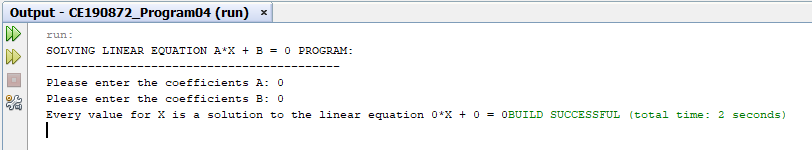 Output - CE190872_Program04 (run) ×
run:
SOLVING LINEAR EQUATION A*X + B = 0 PROGRAM:
------------------------------------------
Please enter the coefficients A: 0
Please enter the coefficients B: 0
Every value for X is a solution to the linear equation 0*X + 0 = 0BUILD SUCCESSFUL (total time: 2 seconds)